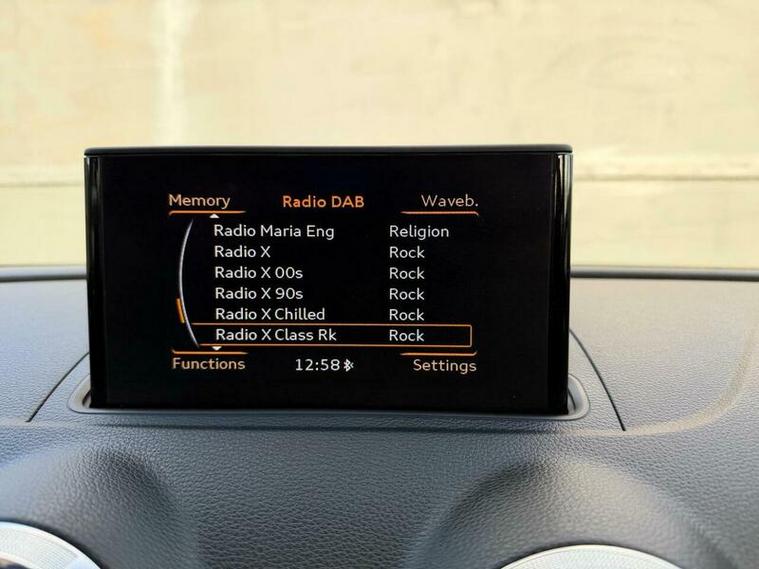 Memory Radio DAB Waveb.
Radio Maria Eng Religion
Radio X Rock
Radio X 00s Rock
Radio X 90s Rock
Radio X Chilled Rock
Radio X Class Rk Rock
Functions 12:58 Settings